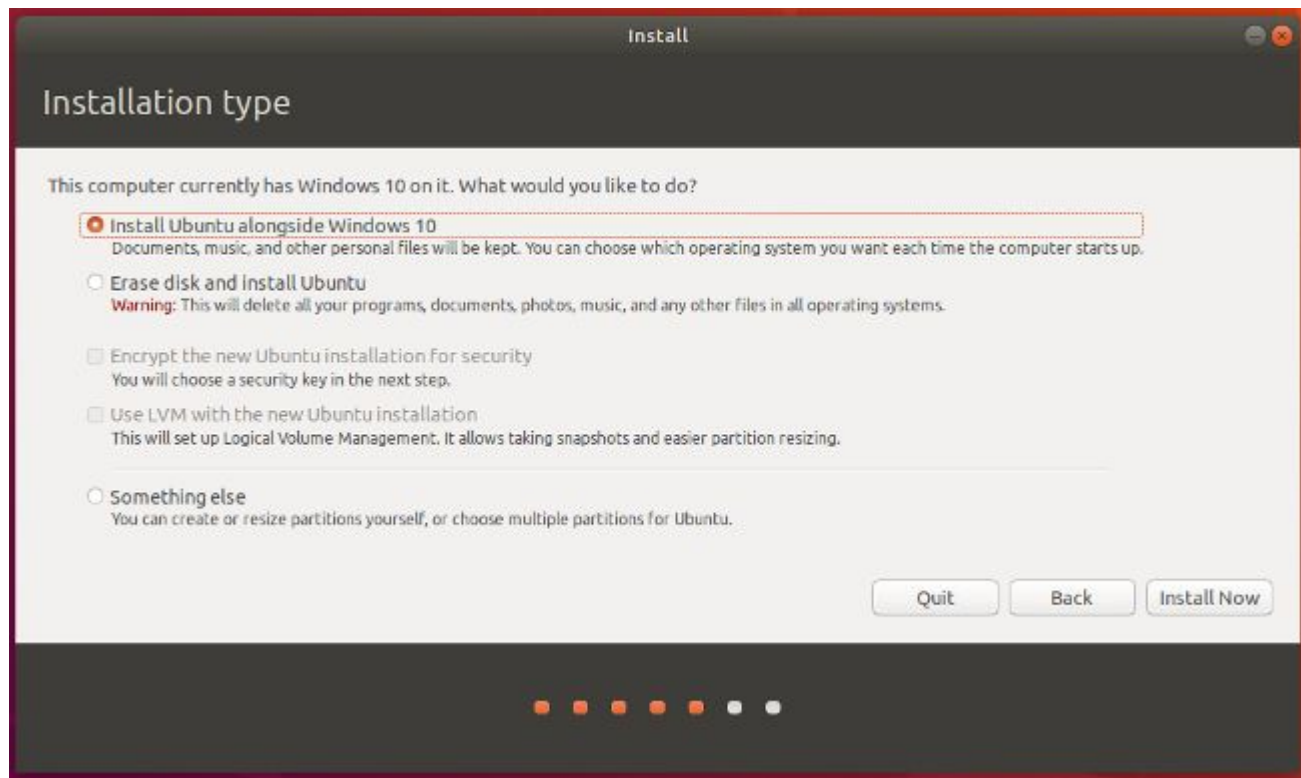 Install
Installation type
This computer currently has Windows 10 on it. What would you like to do?
Install Ubuntu alongside Windows 10
Documents, music, and other personal files will be kept. You can choose which operating system you want each time the computer starts up.
Erase disk and install Ubuntu
Warning: This will delete all your programs, documents, photos, music, and any other files in all operating systems.
Encrypt the new Ubuntu installation for security
You will choose a security key in the next step.
Use LVM with the new Ubuntu installation
This will set up Logical Volume Management. It allows taking snapshots and easier partition resizing.
Something else
You can create or resize partitions yourself, or choose multiple partitions for Ubuntu.
Quit Back Install Now